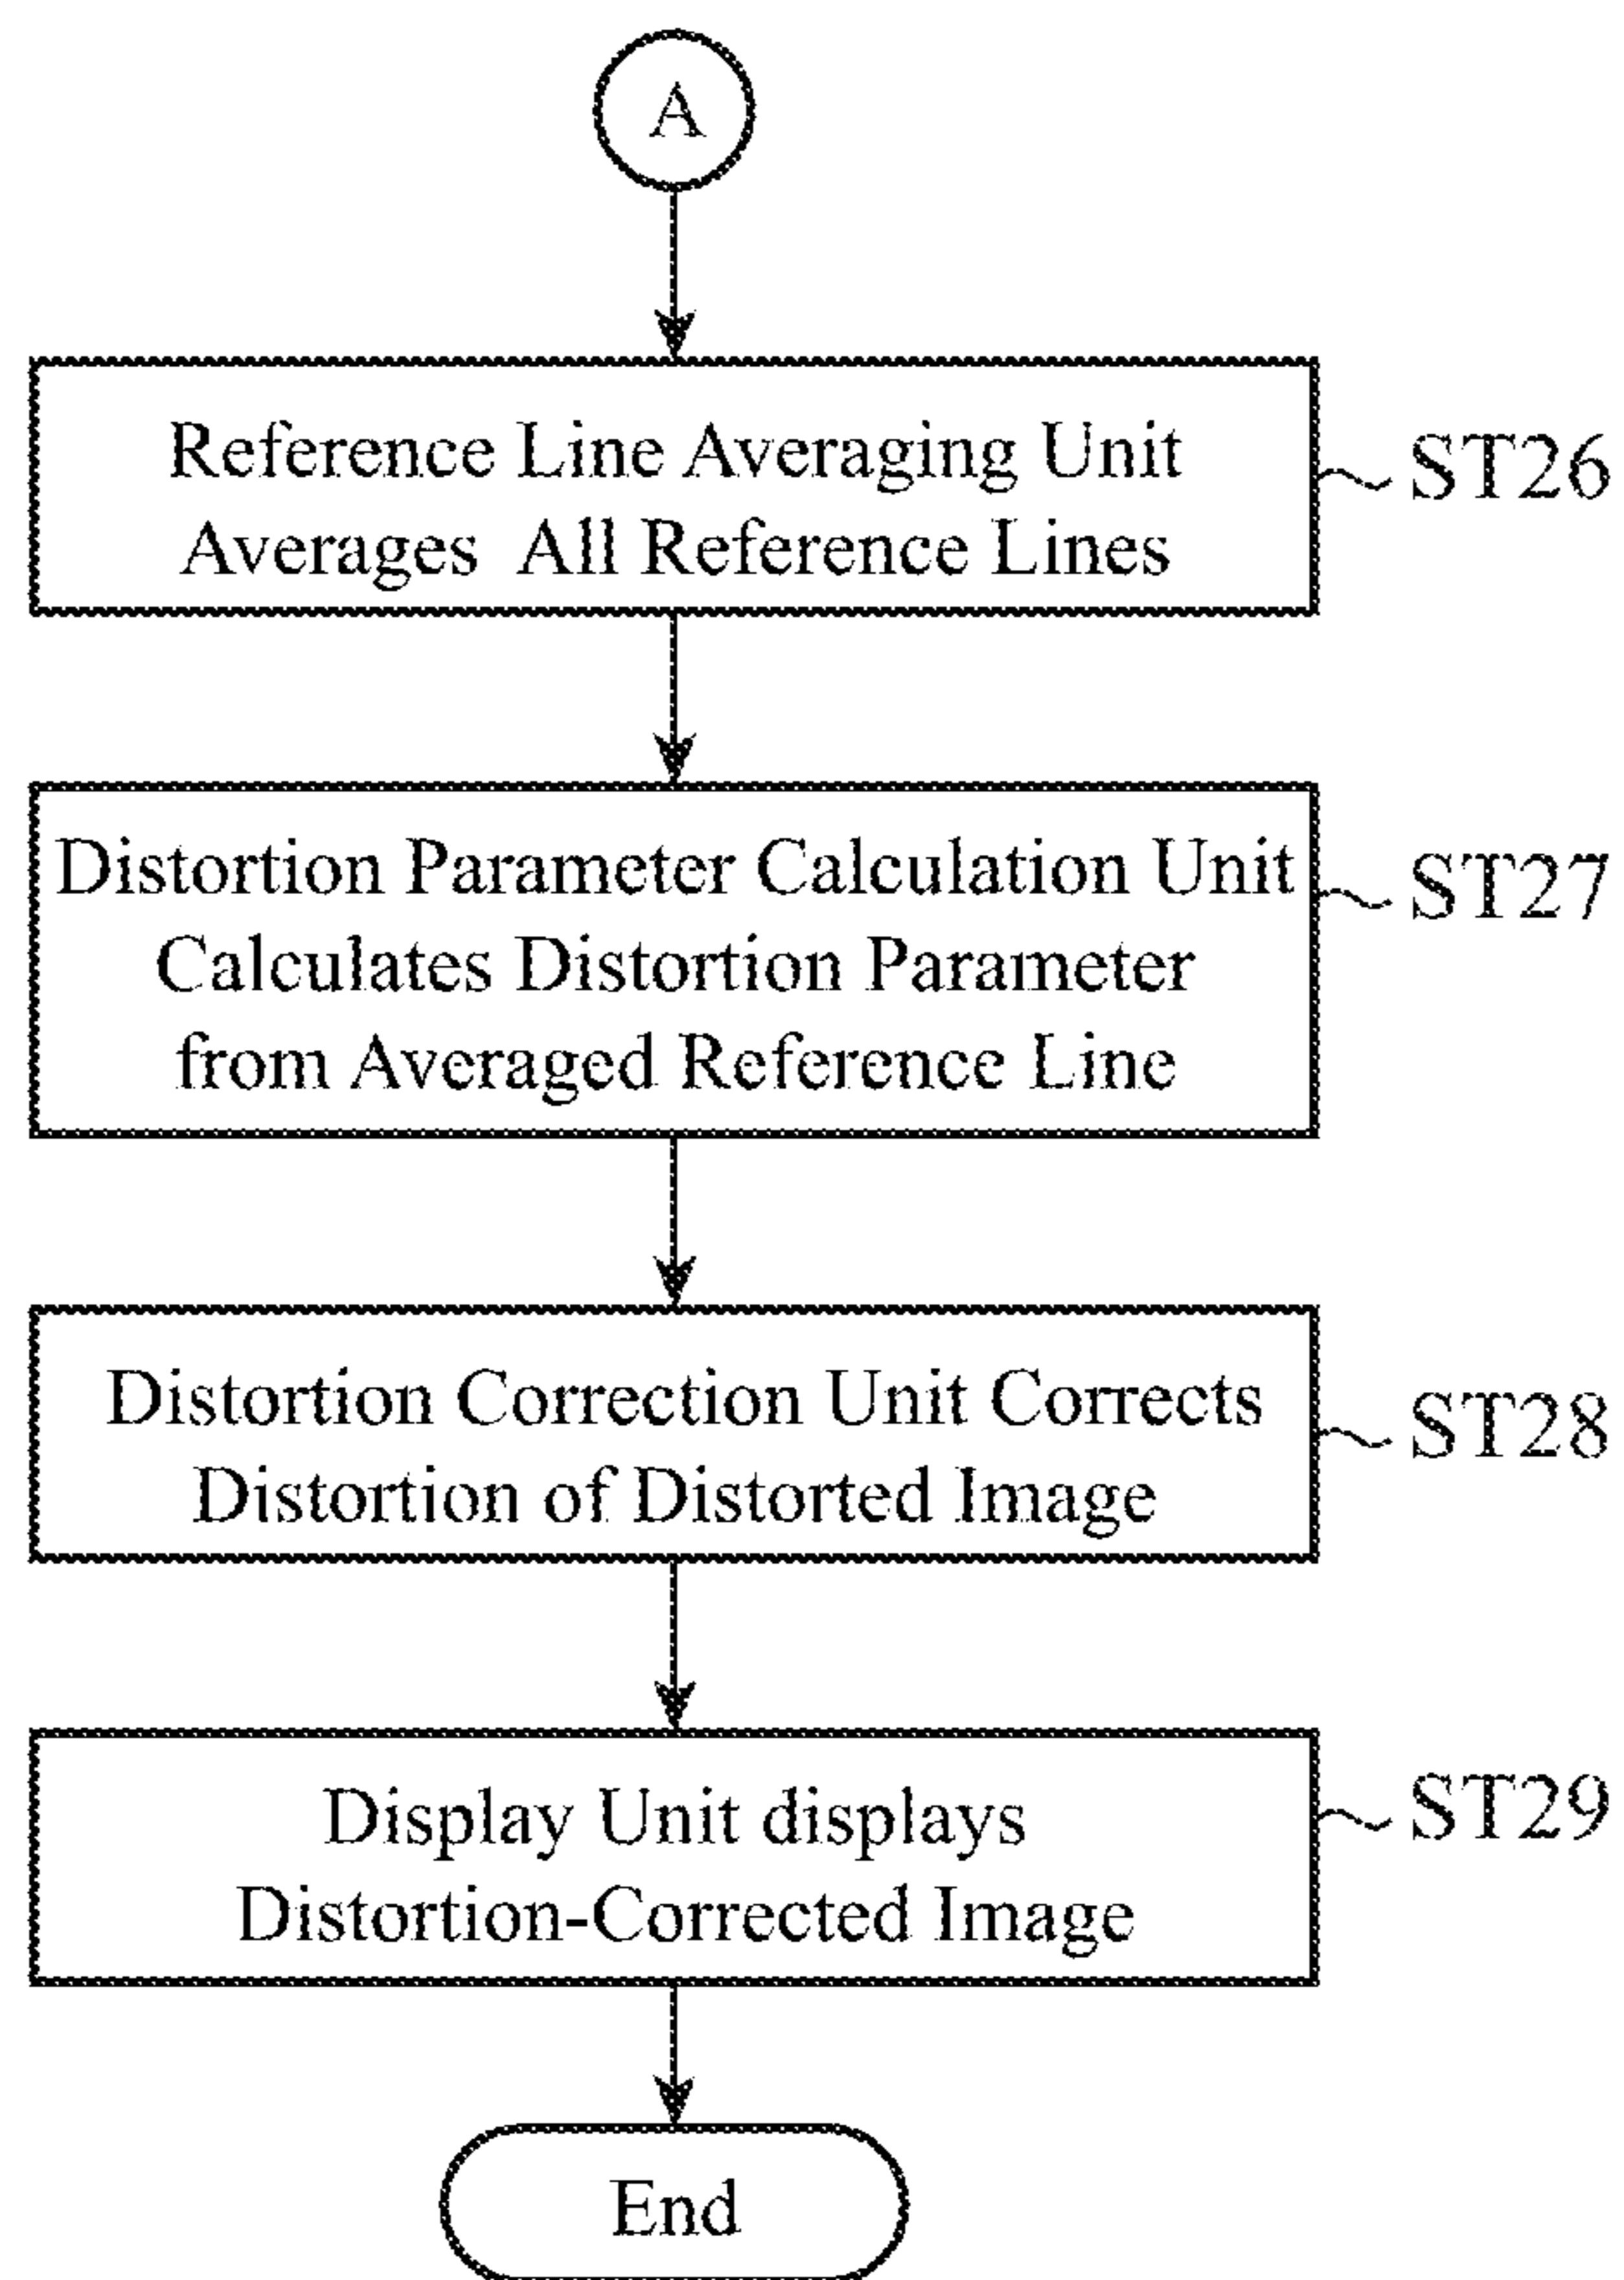 A
Reference Line Averaging Unit
Averages All Reference Lines
ST26
Distortion Parameter Calculation Unit
Calculates Distortion Parameter
from Averaged Reference Line
ST27
Distortion Correction Unit Corrects
Distortion of Distorted Image
ST28
Display Unit displays
Distortion-Corrected Image
ST29
End